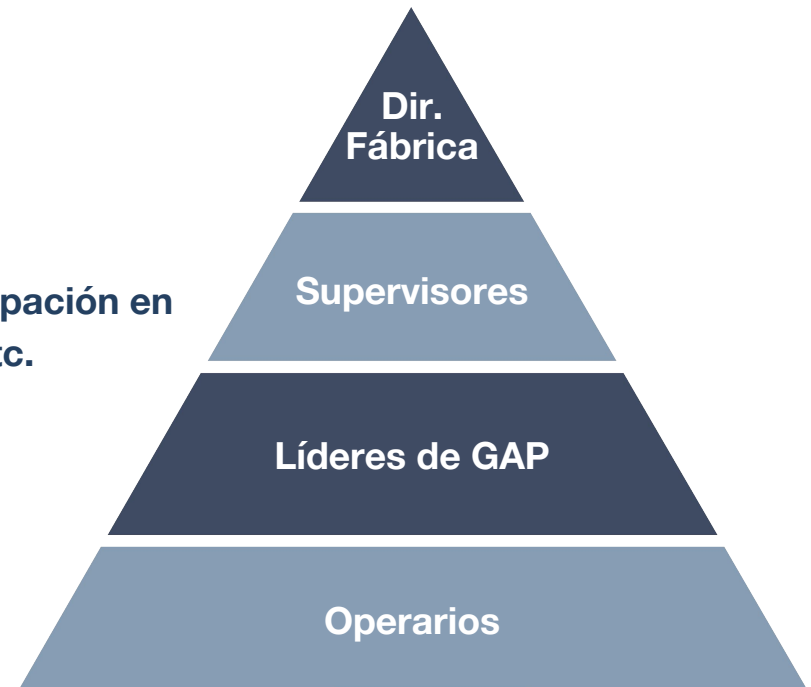 Dir.
Fábrica
Supervisores
pación en
tc.
Líderes de GAP
Operarios